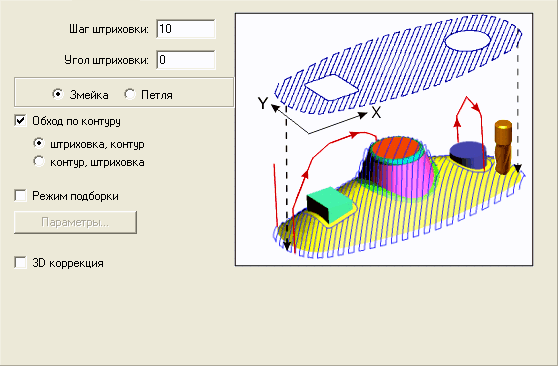 Шаг штриховки: 10
Угол штриховки: 0
Змейка Петля
Обход по контуру
штриховка, контур
контур, штриховка
Режим подборки
Параметры...
3D коррекция
Y X